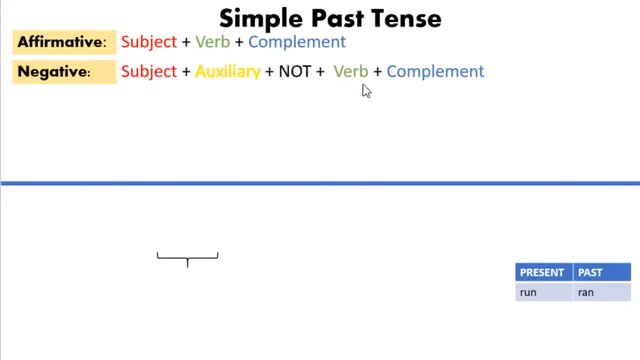 Simple Past Tense
Affirmative: Subject + Verb + Complement
Negative: Subject + Auxiliary + NOT + Verb + Complement
PRESENT PAST
run ran